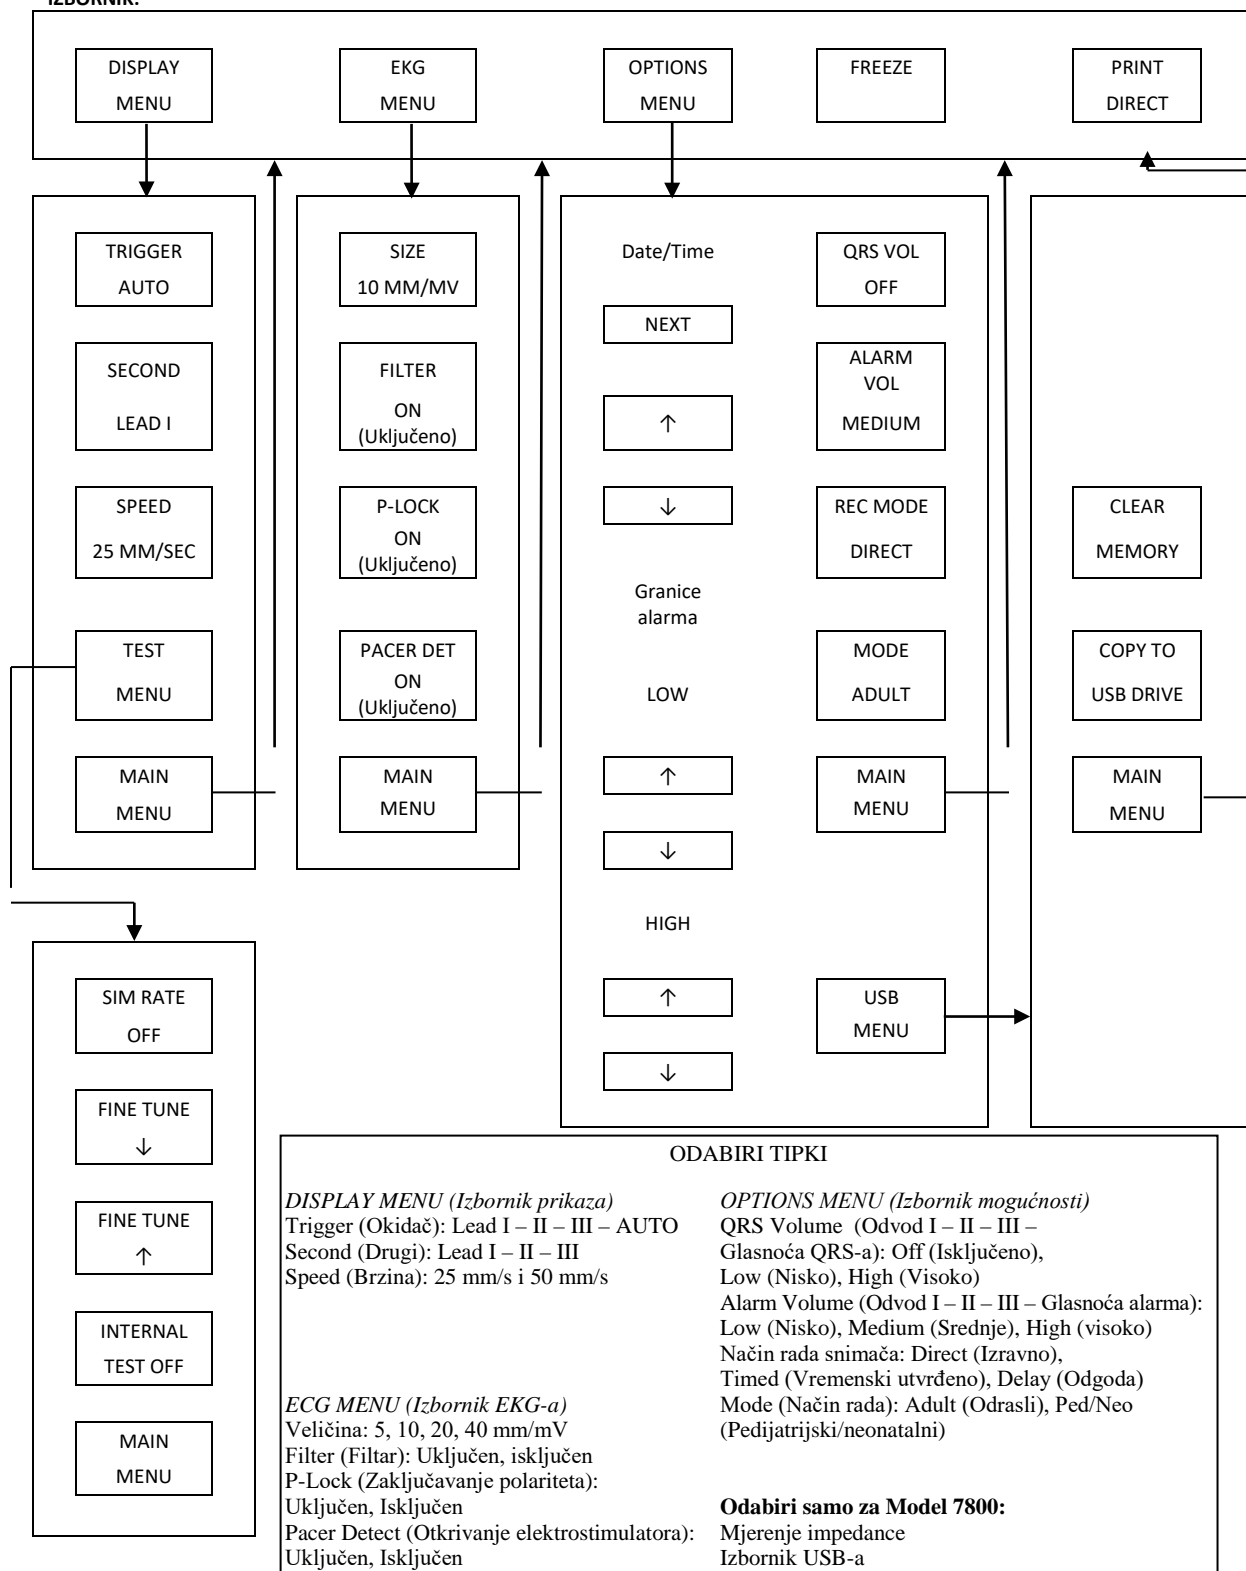 IZBORNIK:
DISPLAY
MENU
EKG
MENU
OPTIONS
MENU
FREEZE
PRINT
DIRECT
TRIGGER
AUTO
SECOND
LEAD I
SPEED
25 MM/SEC
TEST
MENU
MAIN
MENU
SIZE
10 MM/MV
FILTER
ON
(Uključeno)
P-LOCK
ON
(Uključeno)
PACER DET
ON
(Uključeno)
MAIN
MENU
Date/Time
NEXT
↑
↓
Granice
alarma
LOW
↑
↓
HIGH
↑
↓
QRS VOL
OFF
ALARM
VOL
MEDIUM
REC MODE
DIRECT
MODE
ADULT
MAIN
MENU
USB
MENU
CLEAR
MEMORY
COPY TO
USB DRIVE
MAIN
MENU
SIM RATE
OFF
FINE TUNE
↓
FINE TUNE
↑
INTERNAL
TEST OFF
MAIN
MENU
ODABIRI TIPKI
DISPLAY MENU (Izbornik prikaza)
Trigger (Okidač): Lead I – II – III – AUTO
Second (Drugi): Lead I – II – III
Speed (Brzina): 25 mm/s i 50 mm/s
ECG MENU (Izbornik EKG-a)
Veličina: 5, 10, 20, 40 mm/mV
Filter (Filtar): Uključen, isključen
P-Lock (Zaključavanje polariteta):
Uključen, Isključen
Pacer Detect (Otkrivanje elektrostimulatora):
Uključen, Isključen
OPTIONS MENU (Izbornik mogućnosti)
QRS Volume (Odvod I – II – III –
Glasnoća QRS-a): Off (Isključeno),
Low (Nisko), High (Visoko)
Alarm Volume (Odvod I – II – III – Glasnoća alarma):
Low (Nisko), Medium (Srednje), High (visoko)
Način rada snimača: Direct (Izravno),
Timed (Vremenski utvrđeno), Delay (Odgoda)
Mode (Način rada): Adult (Odrasli), Ped/Neo
(Pedijatrijski/neonatalni)
Odabiri samo za Model 7800:
Mjerenje impedance
Izbornik USB-a